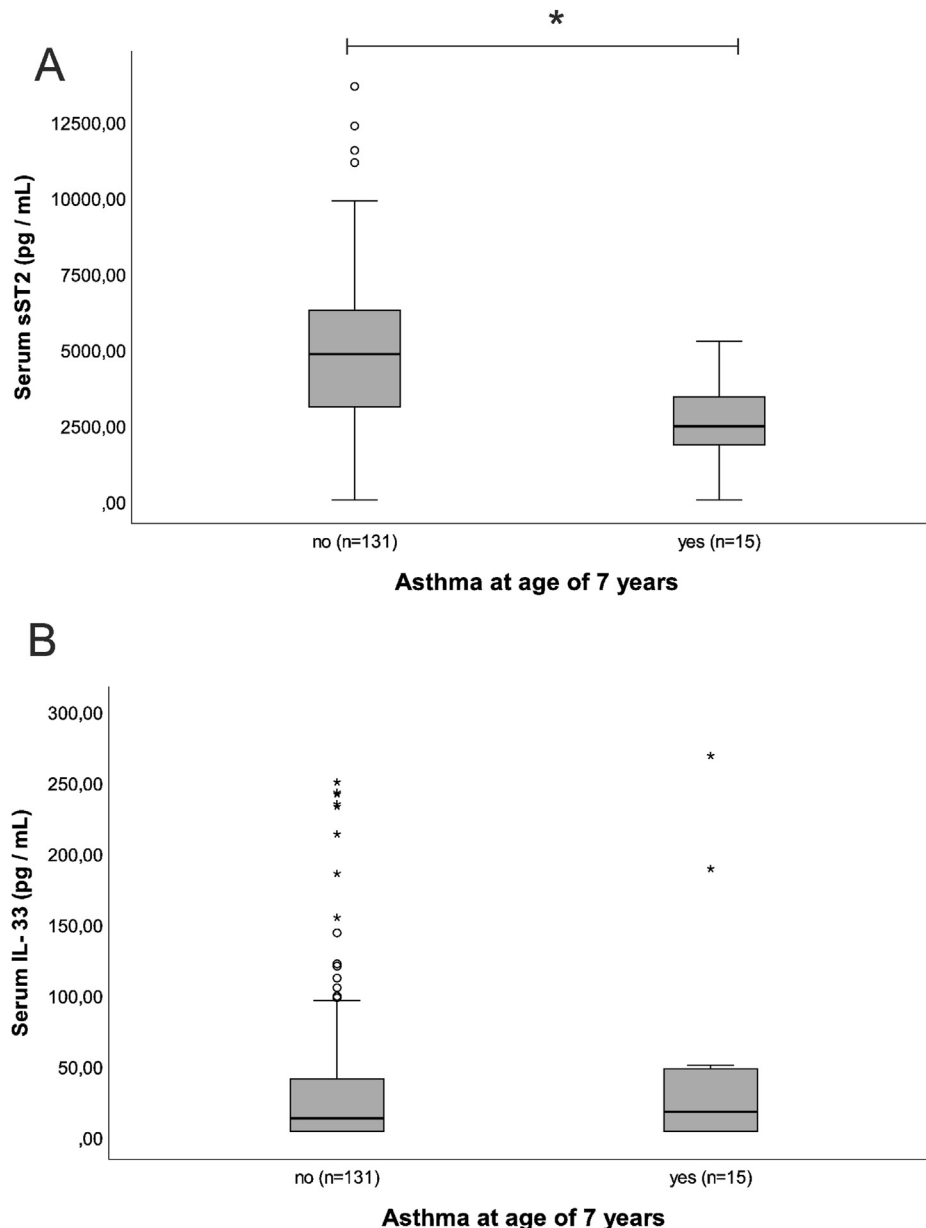 *
A
12500,00
10000,00
7500,00
5000,00
2500,00
,00
Serum sST2 (pg / mL)
no (n=131)
yes (n=15)
Asthma at age of 7 years
B
300,00
250,00
200,00
150,00
100,00
50,00
,00
Serum IL- 33 (pg / mL)
no (n=131)
yes (n=15)
Asthma at age of 7 years